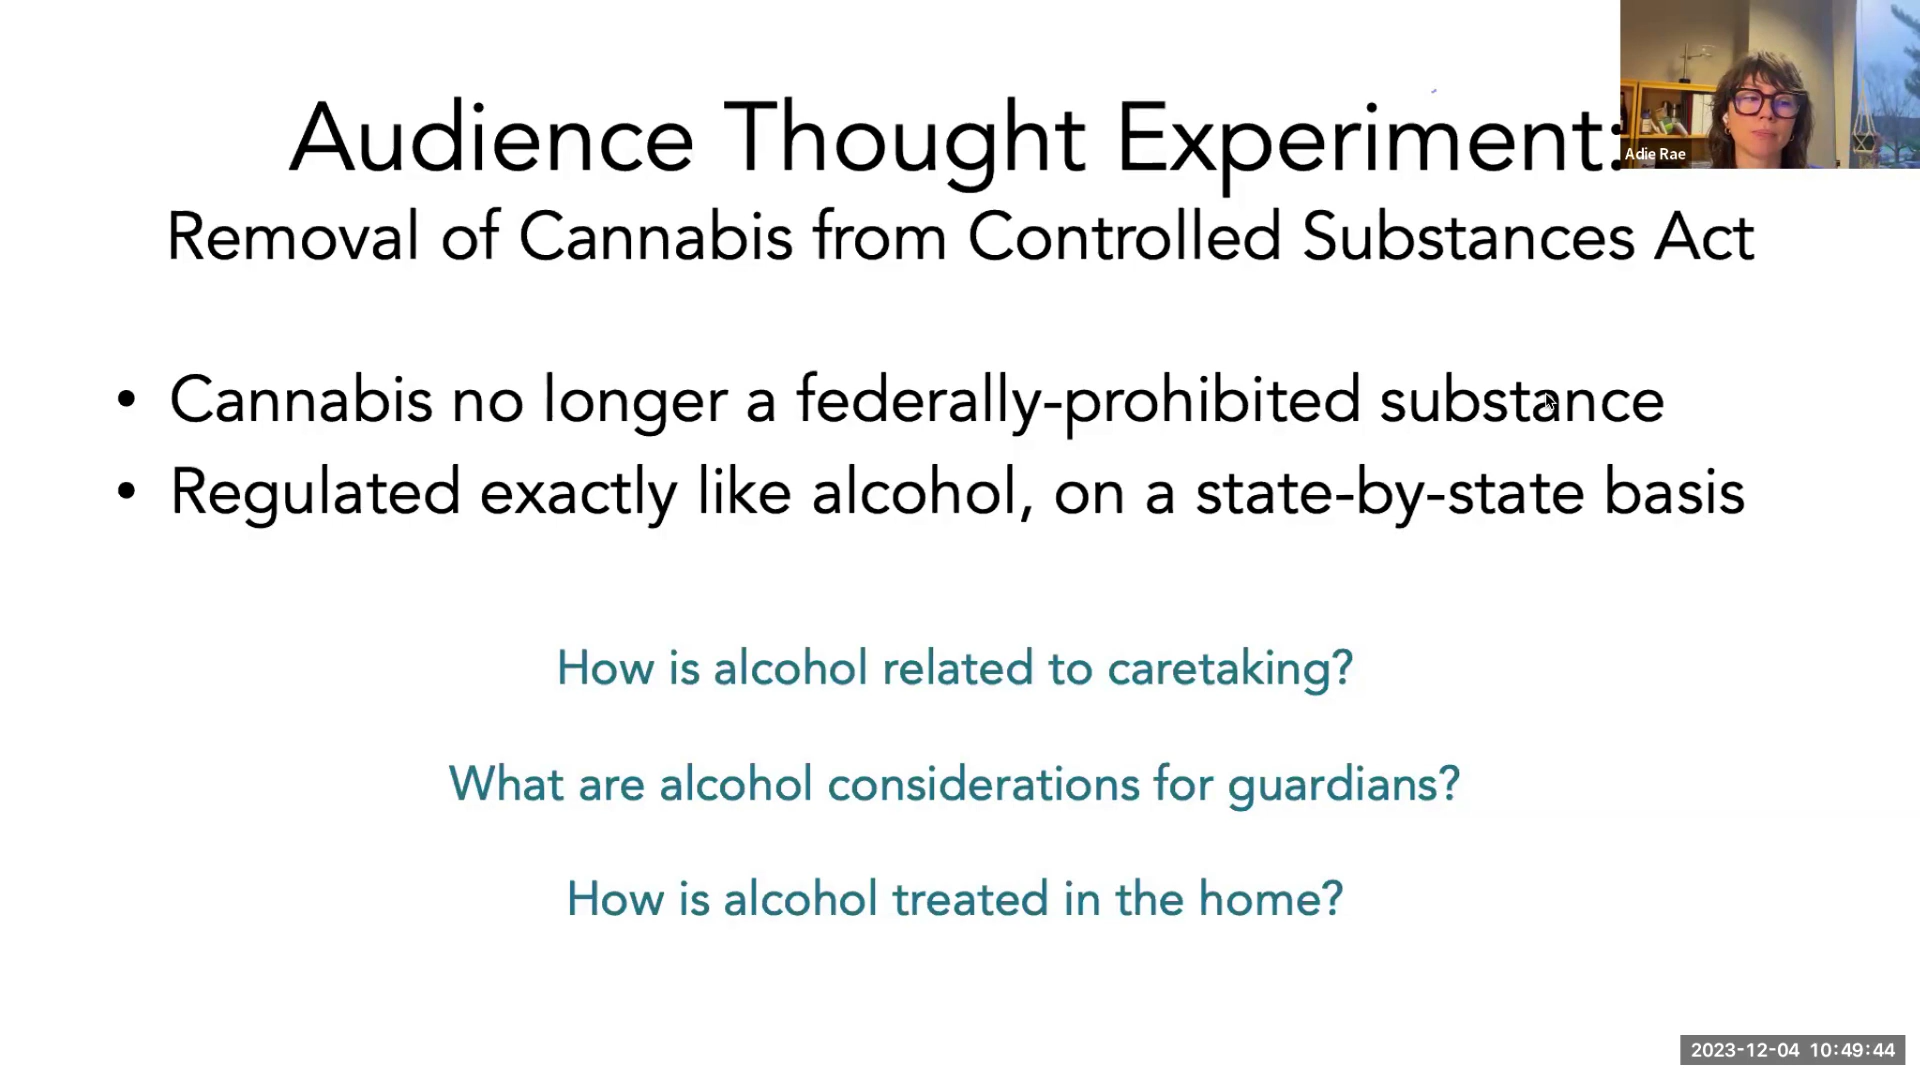 Audience Thought Experiment:
Adie Rae
Removal of Cannabis from Controlled Substances Act
• Cannabis no longer a federally-prohibited substance
• Regulated exactly like alcohol, on a state-by-state basis
How is alcohol related to caretaking?
What are alcohol considerations for guardians?
How is alcohol treated in the home?
2023-12-04 10:49:44